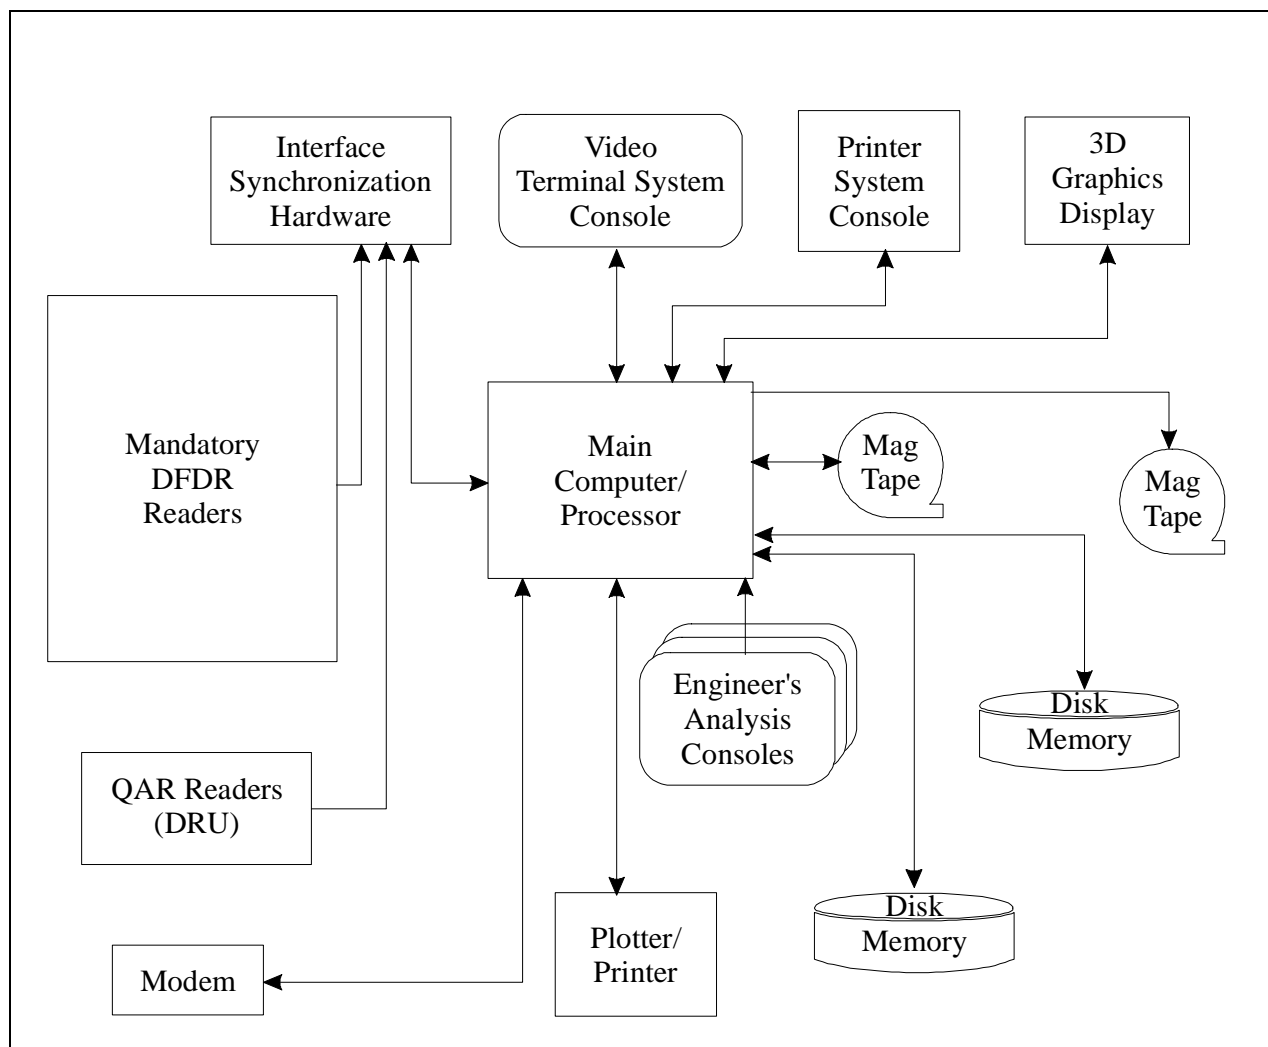 Interface
Synchronization
Hardware
Video
Terminal System
Console
Printer
System
Console
3D
Graphics
Display
Mandatory
DFDR
Readers
Main
Computer/
Processor
Mag
Tape
Mag
Tape
Engineer's
Analysis
Consoles
Disk
Memory
QAR Readers
(DRU)
Disk
Memory
Plotter/
Printer
Modem